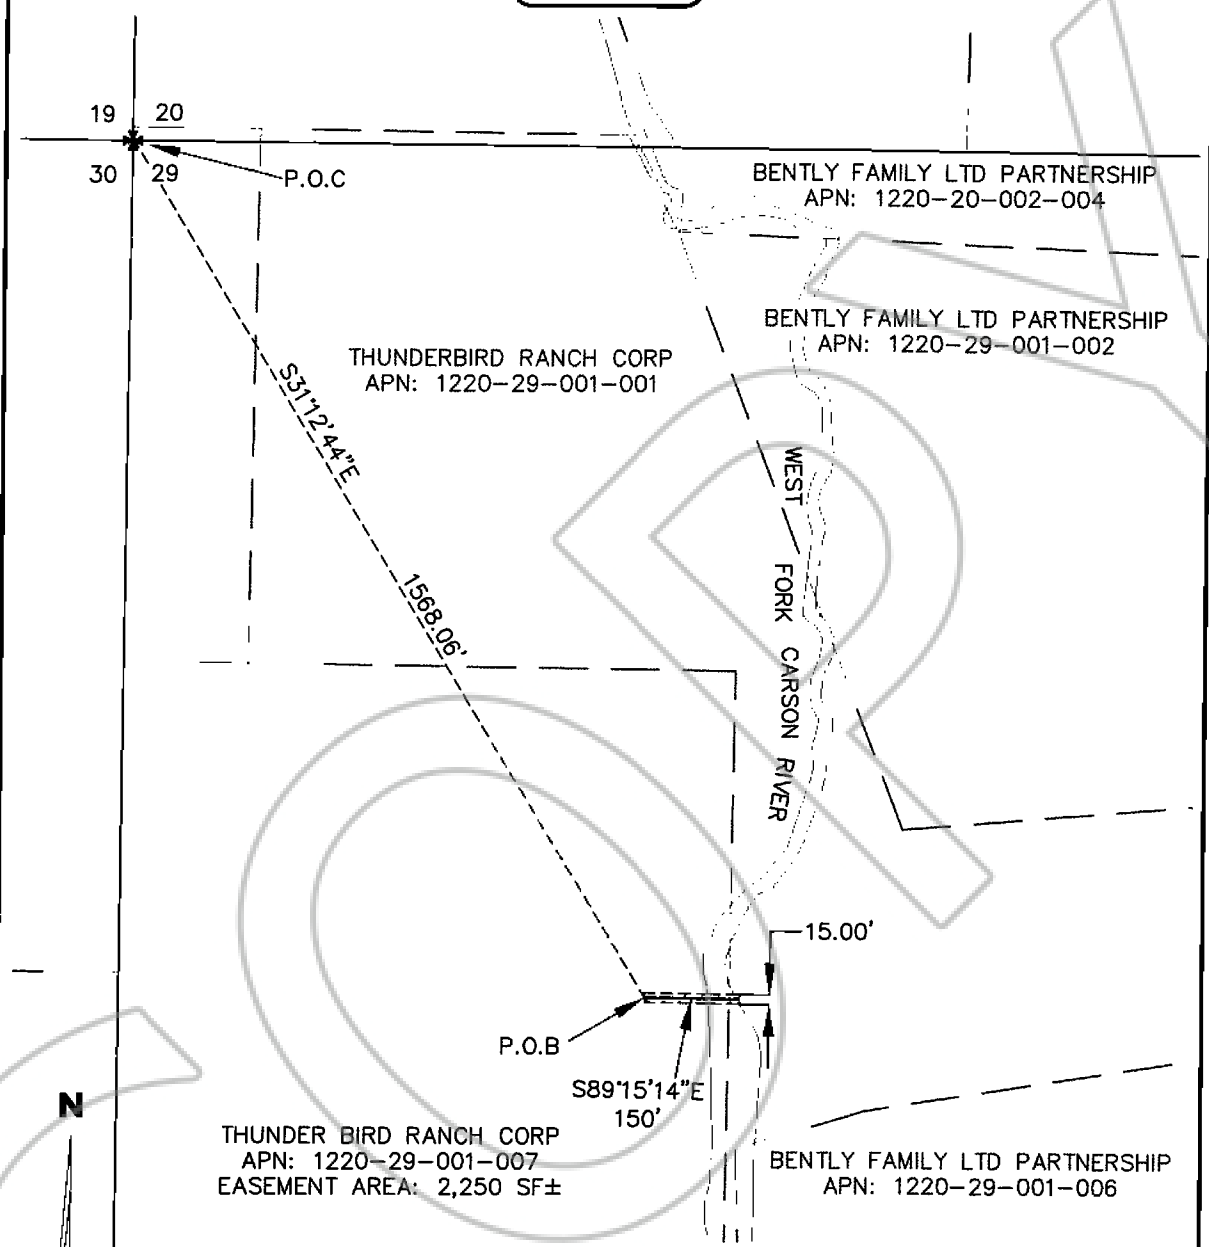 19 20
30 29
P.O.C
BENTLY FAMILY LTD PARTNERSHIP
APN: 1220-20-002-004
BENTLY FAMILY LTD PARTNERSHIP
APN: 1220-29-001-002
THUNDERBIRD RANCH CORP
APN: 1220-29-001-001
S31°12'44"E
1568.06'
WEST FORK CARSON RIVER
15.00'
P.O.B
S89°15'14"E
150'
N
THUNDER BIRD RANCH CORP
APN: 1220-29-001-007
EASEMENT AREA: 2,250 SF±
BENTLY FAMILY LTD PARTNERSHIP
APN: 1220-29-001-006
COPY